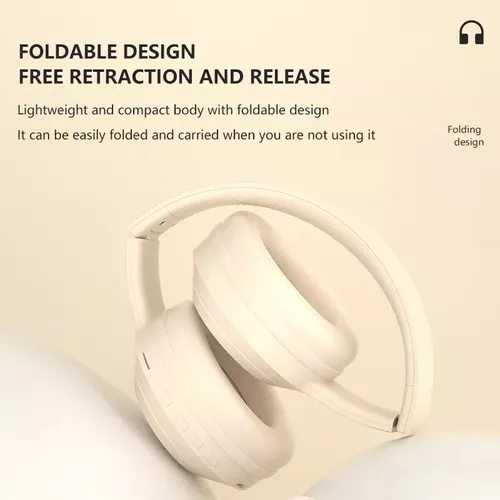 FOLDABLE DESIGN
FREE RETRACTION AND RELEASE
Lightweight and compact body with foldable design
It can be easily folded and carried when you are not using it
Folding
design